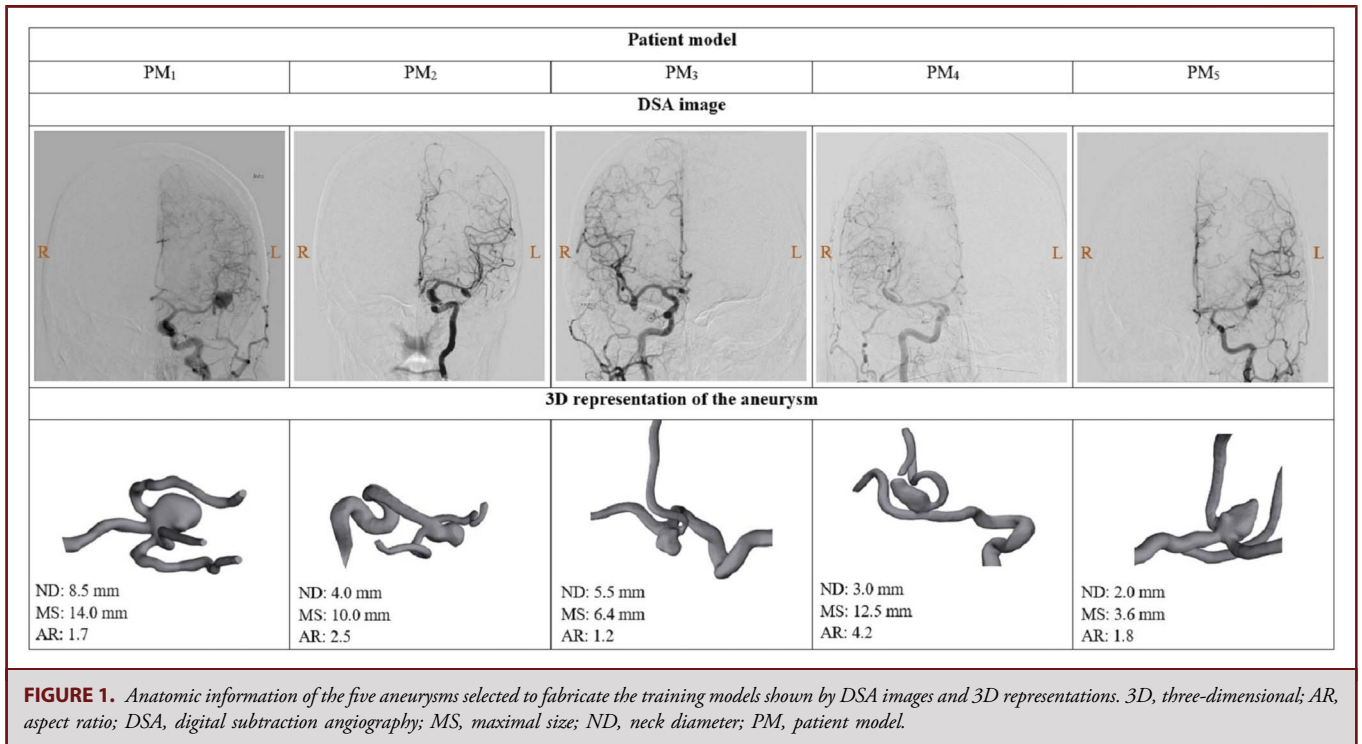 Patient model
PM₁ PM₂ PM₃ PM₄ PM₅
DSA image
R L R L R L R L R L
3D representation of the aneurysm
ND: 8.5 mm
MS: 14.0 mm
AR: 1.7
ND: 4.0 mm
MS: 10.0 mm
AR: 2.5
ND: 5.5 mm
MS: 6.4 mm
AR: 1.2
ND: 3.0 mm
MS: 12.5 mm
AR: 4.2
ND: 2.0 mm
MS: 3.6 mm
AR: 1.8
FIGURE 1. Anatomic information of the five aneurysms selected to fabricate the training models shown by DSA images and 3D representations. 3D, three-dimensional; AR,
aspect ratio; DSA, digital subtraction angiography; MS, maximal size; ND, neck diameter; PM, patient model.